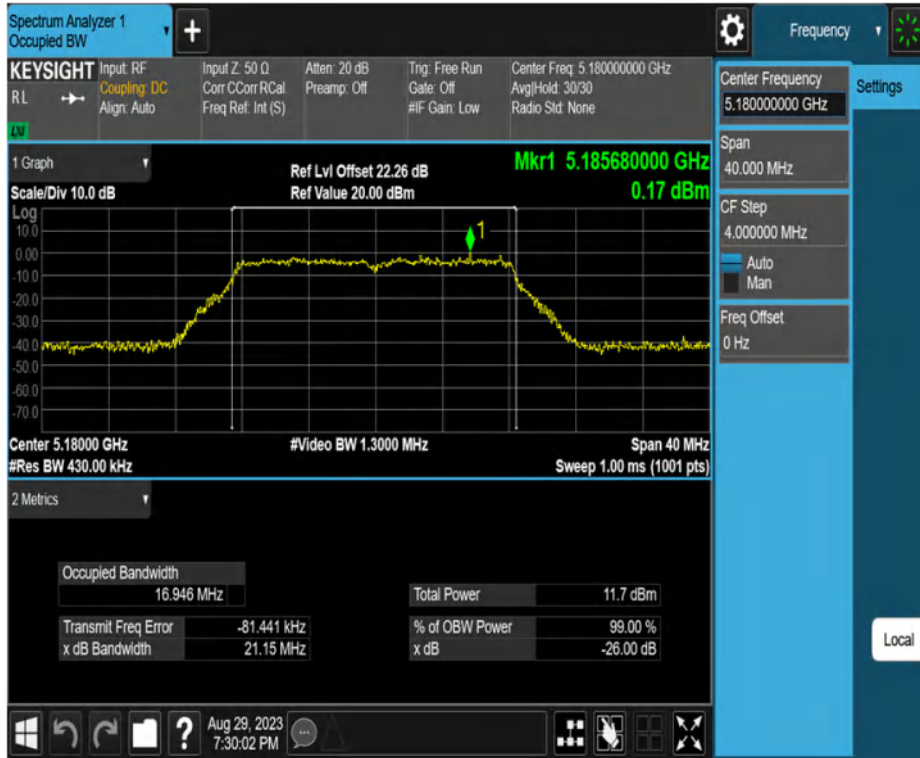 Spectrum Analyzer 1
Occupied BW
+
Frequency
KEYSIGHT
RL
LXI
Input: RF
Coupling: DC
Align: Auto
Input Z: 50 Ω
Corr CCorr RCal
Freq Ref: Int (S)
Atten: 20 dB
Preamp: Off
Trig: Free Run
Gate: Off
#IF Gain: Low
Center Freq: 5.180000000 GHz
Avg|Hold: 30/30
Radio Std: None
Center Frequency
5.180000000 GHz
Settings
Span
40.000 MHz
CF Step
4.000000 MHz
Auto
Man
Freq Offset
0 Hz
Local
1 Graph
Scale/Div 10.0 dB
Ref Lvl Offset 22.26 dB
Ref Value 20.00 dBm
Mkr1 5.185680000 GHz
0.17 dBm
Log
10.0
0.00
-10.0
-20.0
-30.0
-40.0
-50.0
-60.0
-70.0
1
Center 5.18000 GHz
#Video BW 1.3000 MHz
Span 40 MHz
#Res BW 430.00 kHz
Sweep 1.00 ms (1001 pts)
2 Metrics
Occupied Bandwidth
16.946 MHz
Total Power 11.7 dBm
Transmit Freq Error -81.441 kHz
% of OBW Power 99.00 %
x dB Bandwidth 21.15 MHz
x dB -26.00 dB
?
Aug 29, 2023
7:30:02 PM